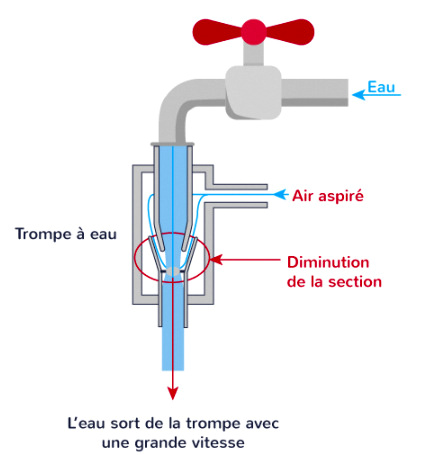 Eau
Air aspiré
Trompe à eau
Diminution
de la section
L'eau sort de la trompe avec
une grande vitesse